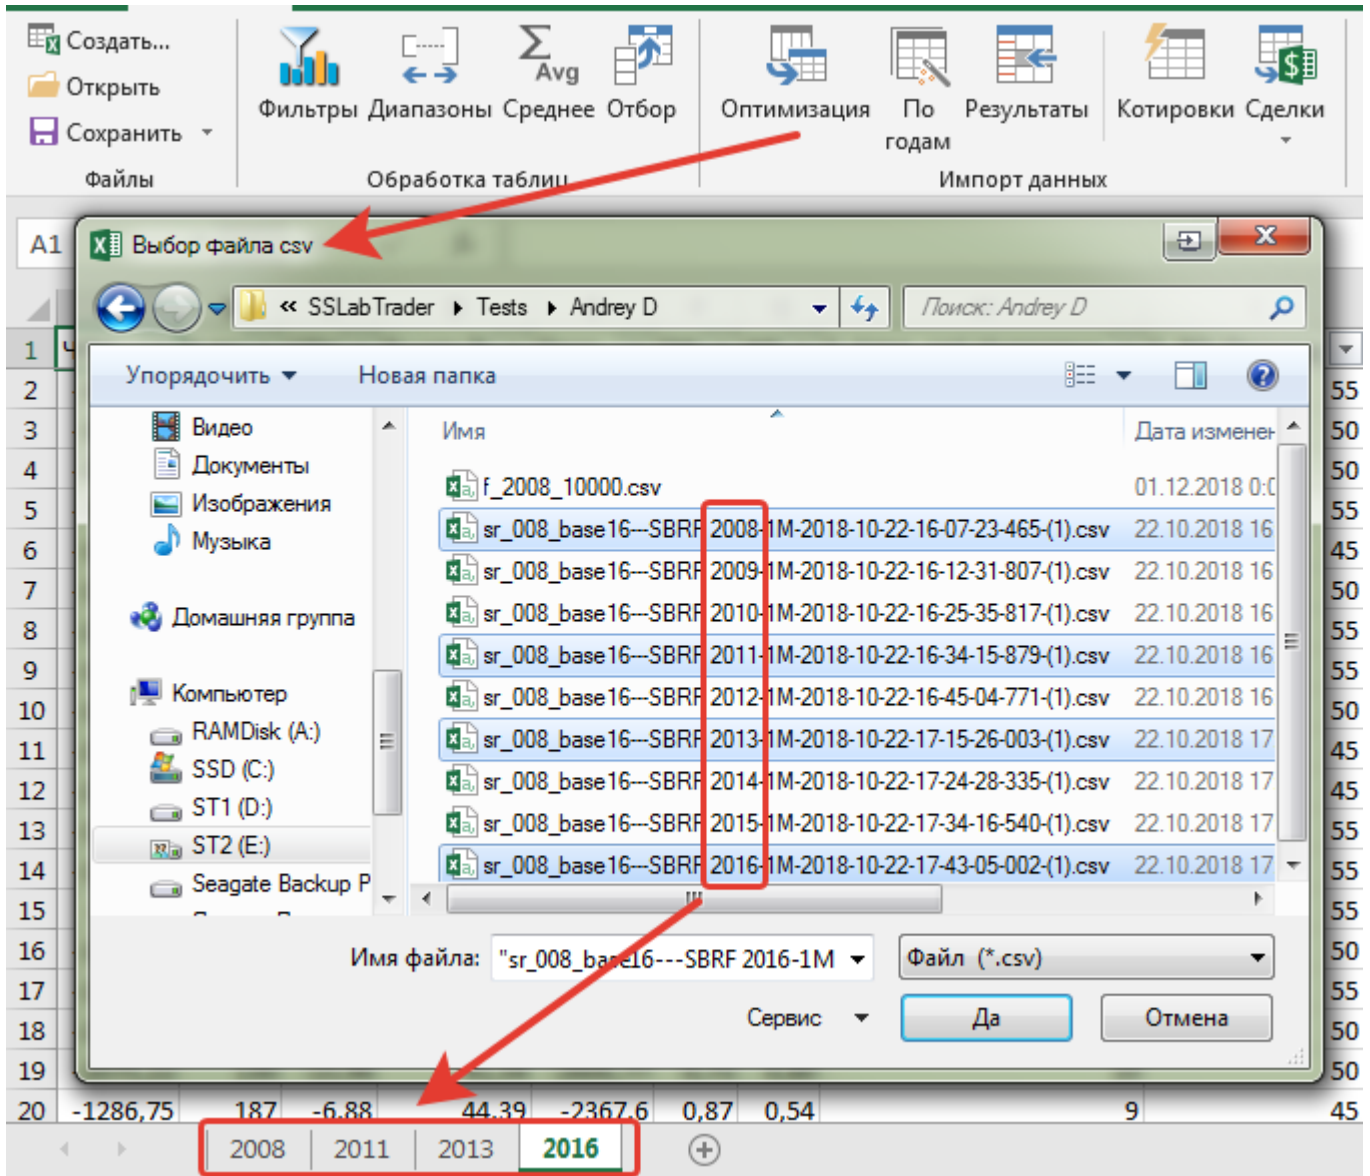 Создать...
Открыть
Сохранить
Файлы
Фильтры Диапазоны Среднее Отбор
Avg
Обработка таблиц
Оптимизация По годам Результаты
Котировки Сделки
Импорт данных
A1
Выбор файла csv
« SSLabTrader Tests Andrey D
Поиск: Andrey D
Упорядочить Новая папка
Видео
Документы
Изображения
Музыка
Домашняя группа
Компьютер
RAMDisk (A:)
SSD (C:)
ST1 (D:)
ST2 (E:)
Seagate Backup P
Имя Дата изменен
f_2008_10000.csv 01.12.2018 0:0
sr_008_base16---SBRF 2008-1M-2018-10-22-16-07-23-465-(1).csv 22.10.2018 16
sr_008_base16---SBRF 2009-1M-2018-10-22-16-12-31-807-(1).csv 22.10.2018 16
sr_008_base16---SBRF 2010-1M-2018-10-22-16-25-35-817-(1).csv 22.10.2018 16
sr_008_base16---SBRF 2011-1M-2018-10-22-16-34-15-879-(1).csv 22.10.2018 16
sr_008_base16---SBRF 2012-1M-2018-10-22-16-45-04-771-(1).csv 22.10.2018 16
sr_008_base16---SBRF 2013-1M-2018-10-22-17-15-26-003-(1).csv 22.10.2018 17
sr_008_base16---SBRF 2014-1M-2018-10-22-17-24-28-335-(1).csv 22.10.2018 17
sr_008_base16---SBRF 2015-1M-2018-10-22-17-34-16-540-(1).csv 22.10.2018 17
sr_008_base16---SBRF 2016-1M-2018-10-22-17-43-05-002-(1).csv 22.10.2018 17
Имя файла: "sr_008_base16---SBRF 2016-1M
Файл (*.csv)
Сервис Да Отмена
1
2 55
3 50
4 50
5 55
6 45
7 50
8 55
9 55
10 50
11 45
12 45
13 55
14 55
15 55
16 50
17 55
18 50
19 50
20 -1286,75 187 -6,88 44,39 -2367,6 0,87 0,54 9 45
2008 2011 2013 2016